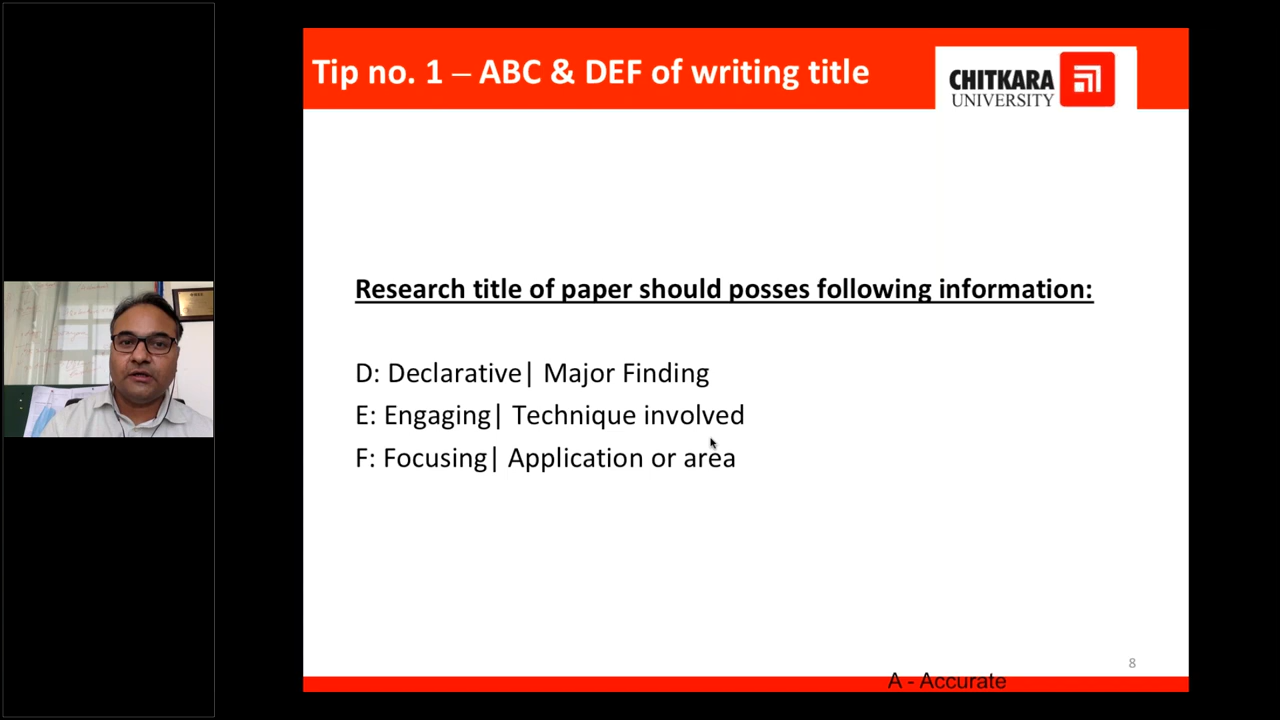 Tip no. 1 – ABC & DEF of writing title
CHITKARA
UNIVERSITY
Research title of paper should posses following information:
D: Declarative| Major Finding
E: Engaging| Technique involved
F: Focusing| Application or area
8
A - Accurate